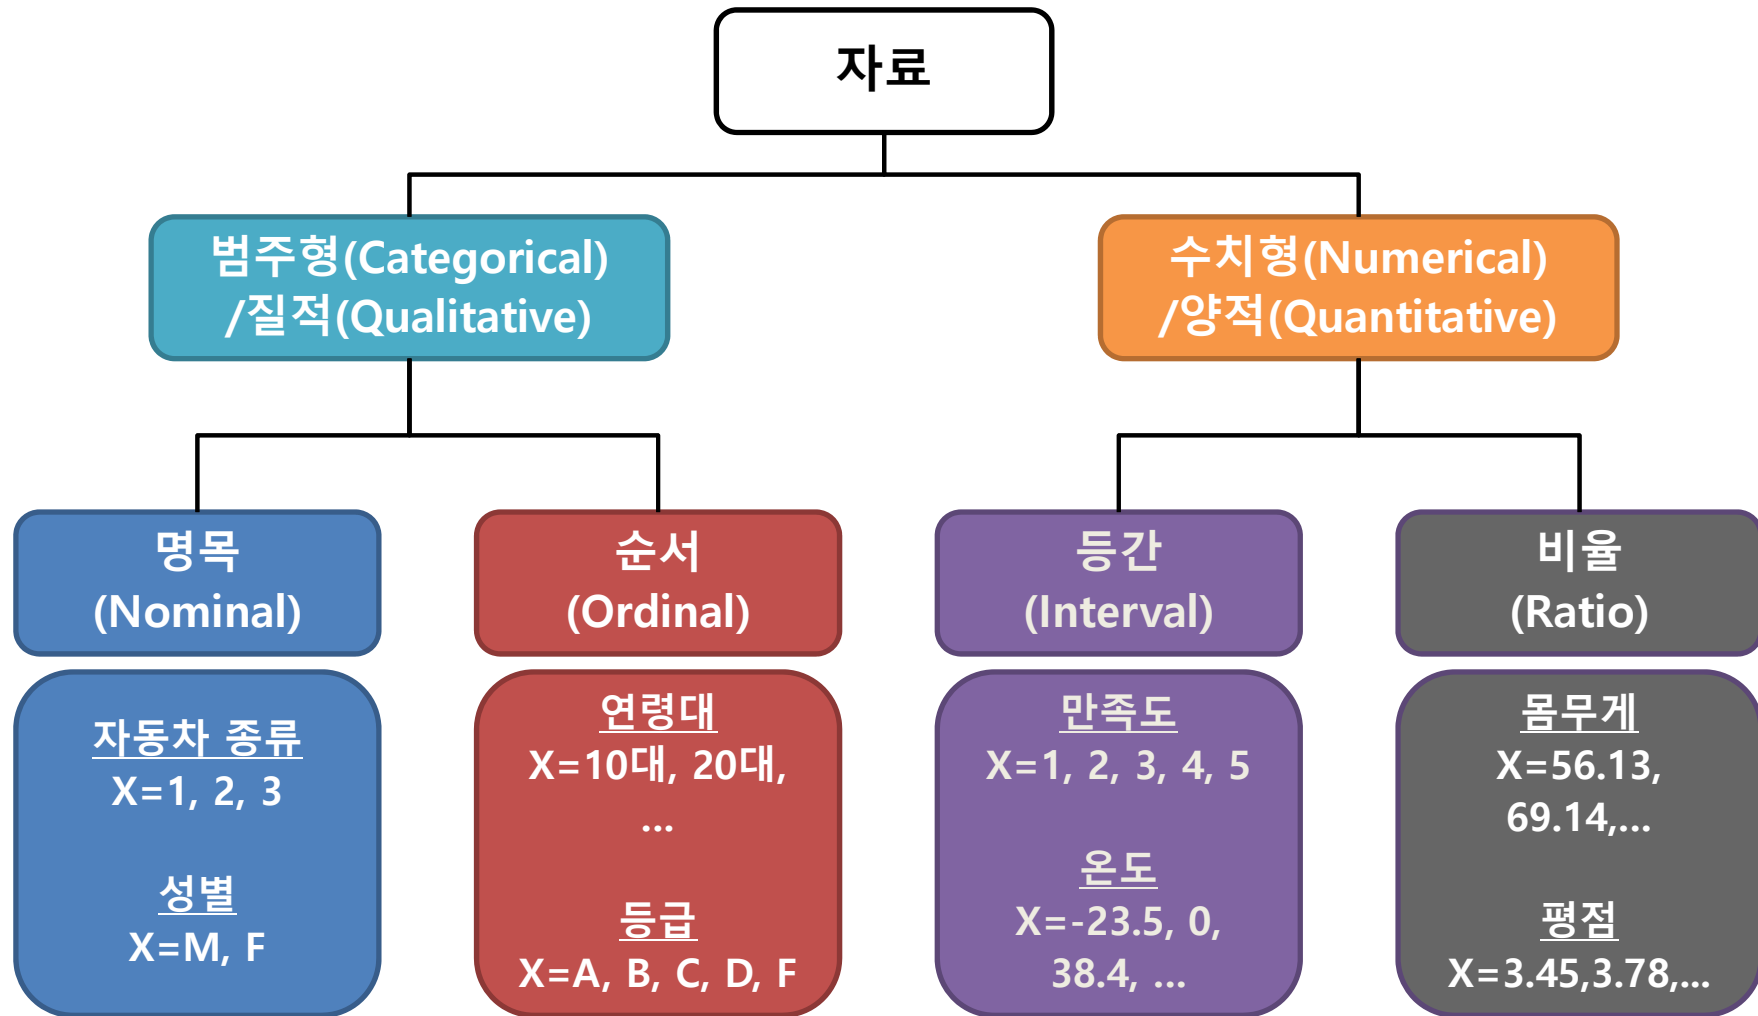 자료
범주형(Categorical)
/질적(Qualitative)
수치형(Numerical)
/양적(Quantitative)
명목
(Nominal)
순서
(Ordinal)
등간
(Interval)
비율
(Ratio)
자동차 종류
X=1, 2, 3
성별
X=M, F
연령대
X=10대, 20대,
...
등급
X=A, B, C, D, F
만족도
X=1, 2, 3, 4, 5
온도
X=-23.5, 0,
38.4, ...
몸무게
X=56.13,
69.14,...
평점
X=3.45,3.78,...